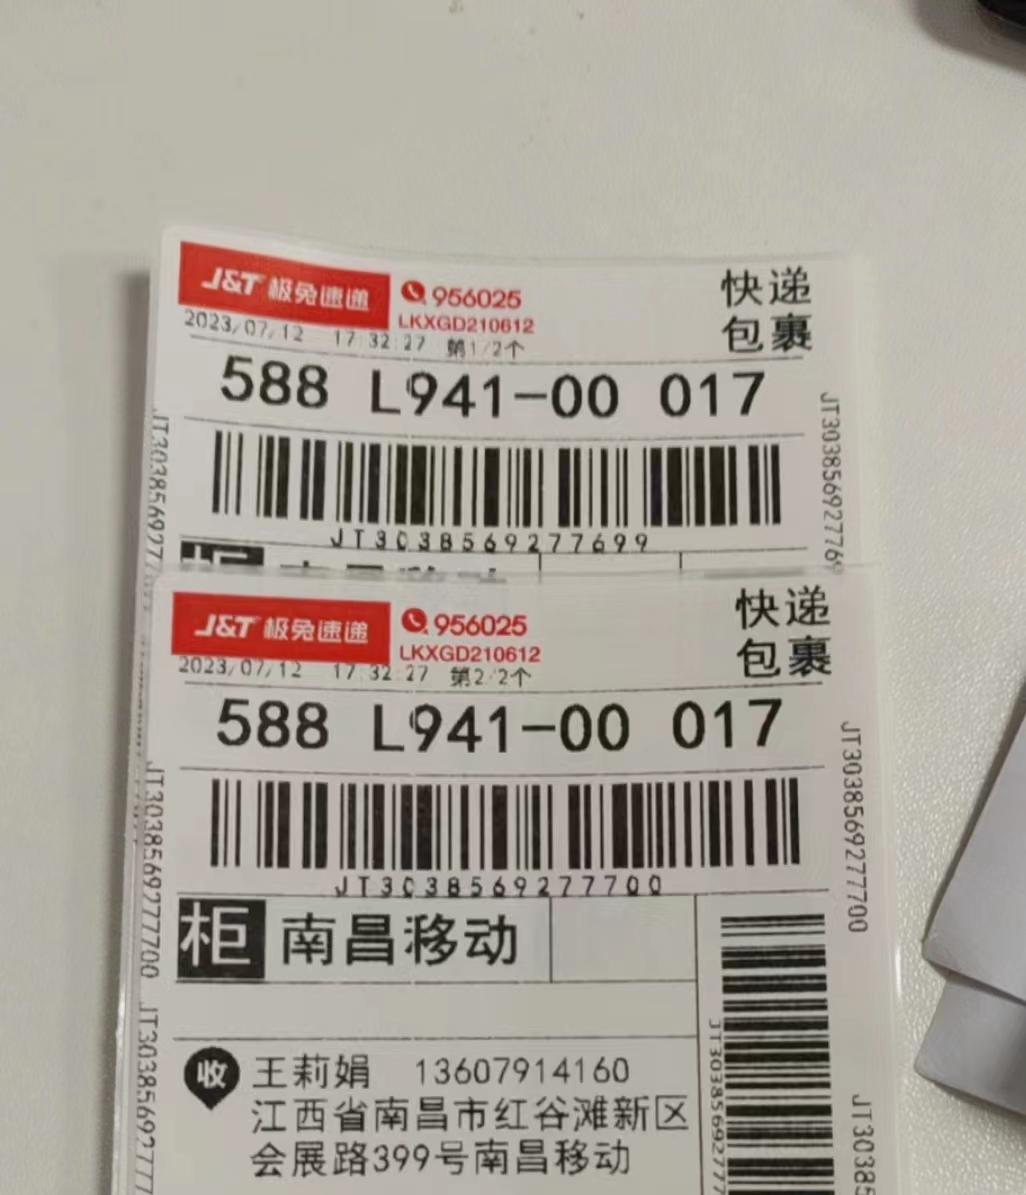 J&T 极兔速递
956025
LKXGD210612
快递
包裹
2023/07/12 17:32:27 第1/2个
588 L941-00 017
JT3038569277699
J&T 极兔速递
956025
LKXGD210612
快递
包裹
2023/07/12 17:32:27 第2/2个
588 L941-00 017
JT3038569277700
JT3038569277700
JT3038569277700
柜 南昌移动
收 王莉娟 13607914160
江西省南昌市红谷滩新区
会展路399号南昌移动